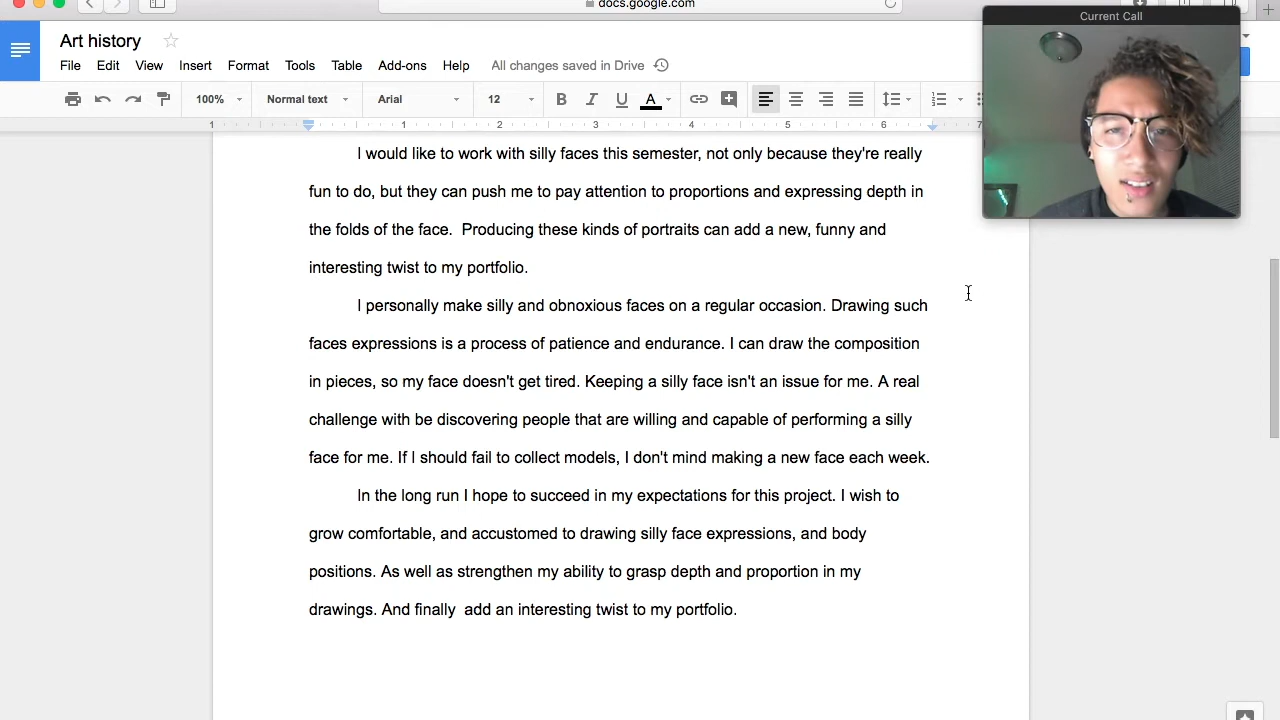 docs.google.com
Current Call
Art history
File Edit View Insert Format Tools Table Add-ons Help All changes saved in Drive
100% Normal text Arial 12 B I U A
1 1 2 3 4 5 6 7
I would like to work with silly faces this semester, not only because they're really
fun to do, but they can push me to pay attention to proportions and expressing depth in
the folds of the face.  Producing these kinds of portraits can add a new, funny and
interesting twist to my portfolio.
I personally make silly and obnoxious faces on a regular occasion. Drawing such
faces expressions is a process of patience and endurance. I can draw the composition
in pieces, so my face doesn't get tired. Keeping a silly face isn't an issue for me. A real
challenge with be discovering people that are willing and capable of performing a silly
face for me. If I should fail to collect models, I don't mind making a new face each week.
In the long run I hope to succeed in my expectations for this project. I wish to
grow comfortable, and accustomed to drawing silly face expressions, and body
positions. As well as strengthen my ability to grasp depth and proportion in my
drawings. And finally  add an interesting twist to my portfolio.